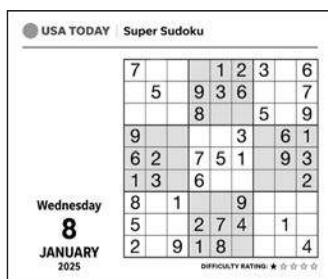 USA TODAY Super Sudoku
7 1 2 3 6
5 9 3 6 7
8 5 9
9 3 6 1
6 2 7 5 1 9 3
1 3 6 2
8 1 9
5 2 7 4 1
2 9 1 8 4
Wednesday
8
JANUARY
2025
DIFFICULTY RATING: ★☆☆☆☆